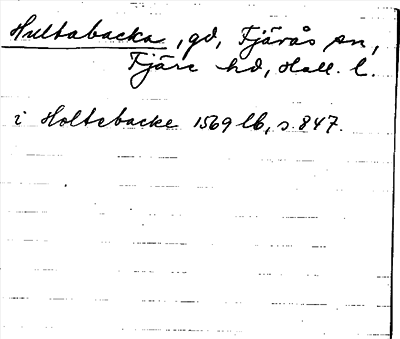 Hultabacka, gd, Fjärås sn,
Fjäre hd, Hall. l.
i Holtebacke 1569 lb, s. 847.